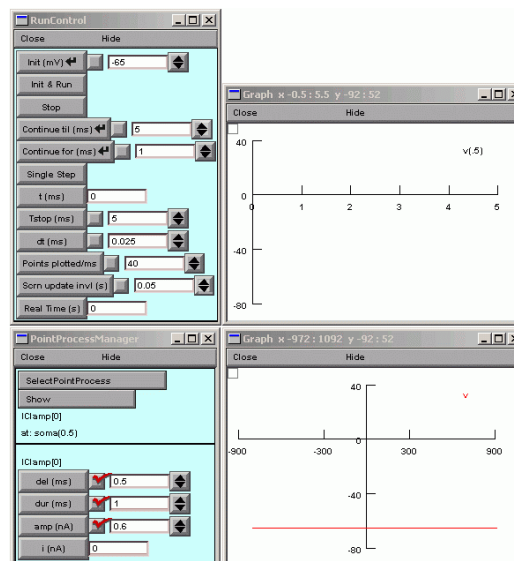 RunControl
Close Hide
Init (mV) -65
Init & Run
Stop
Continue til (ms) 5
Continue for (ms) 1
Single Step
t (ms) 0
Tstop (ms) 5
dt (ms) 0.025
Points plotted/ms 40
Scrn update invl (s) 0.05
Real Time (s) 0
Graph x -0.5 : 5.5 y -92 : 52
Close Hide
40
v(.5)
0
0 1 2 3 4 5
-40
-80
PointProcessManager
Close Hide
SelectPointProcess
Show
IClamp[0]
at: soma(0.5)
IClamp[0]
del (ms) 0.5
dur (ms) 1
amp (nA) 0.6
i (nA) 0
Graph x -972 : 1092 y -92 : 52
Close Hide
40
v
0
-900 -300 300 900
-40
-80